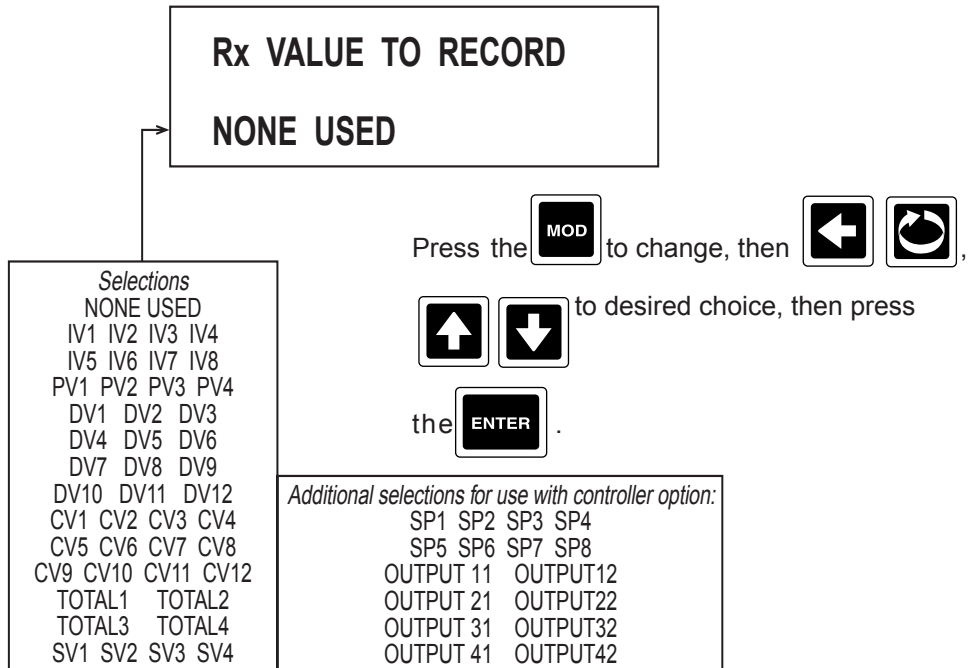 Rx VALUE TO RECORD
NONE USED
Press the MOD to change, then ,
to desired choice, then press
the ENTER .
Selections
NONE USED
IV1 IV2 IV3 IV4
IV5 IV6 IV7 IV8
PV1 PV2 PV3 PV4
DV1 DV2 DV3
DV4 DV5 DV6
DV7 DV8 DV9
DV10 DV11 DV12
CV1 CV2 CV3 CV4
CV5 CV6 CV7 CV8
CV9 CV10 CV11 CV12
TOTAL1 TOTAL2
TOTAL3 TOTAL4
SV1 SV2 SV3 SV4
Additional selections for use with controller option:
SP1 SP2 SP3 SP4
SP5 SP6 SP7 SP8
OUTPUT 11 OUTPUT12
OUTPUT 21 OUTPUT22
OUTPUT 31 OUTPUT32
OUTPUT 41 OUTPUT42